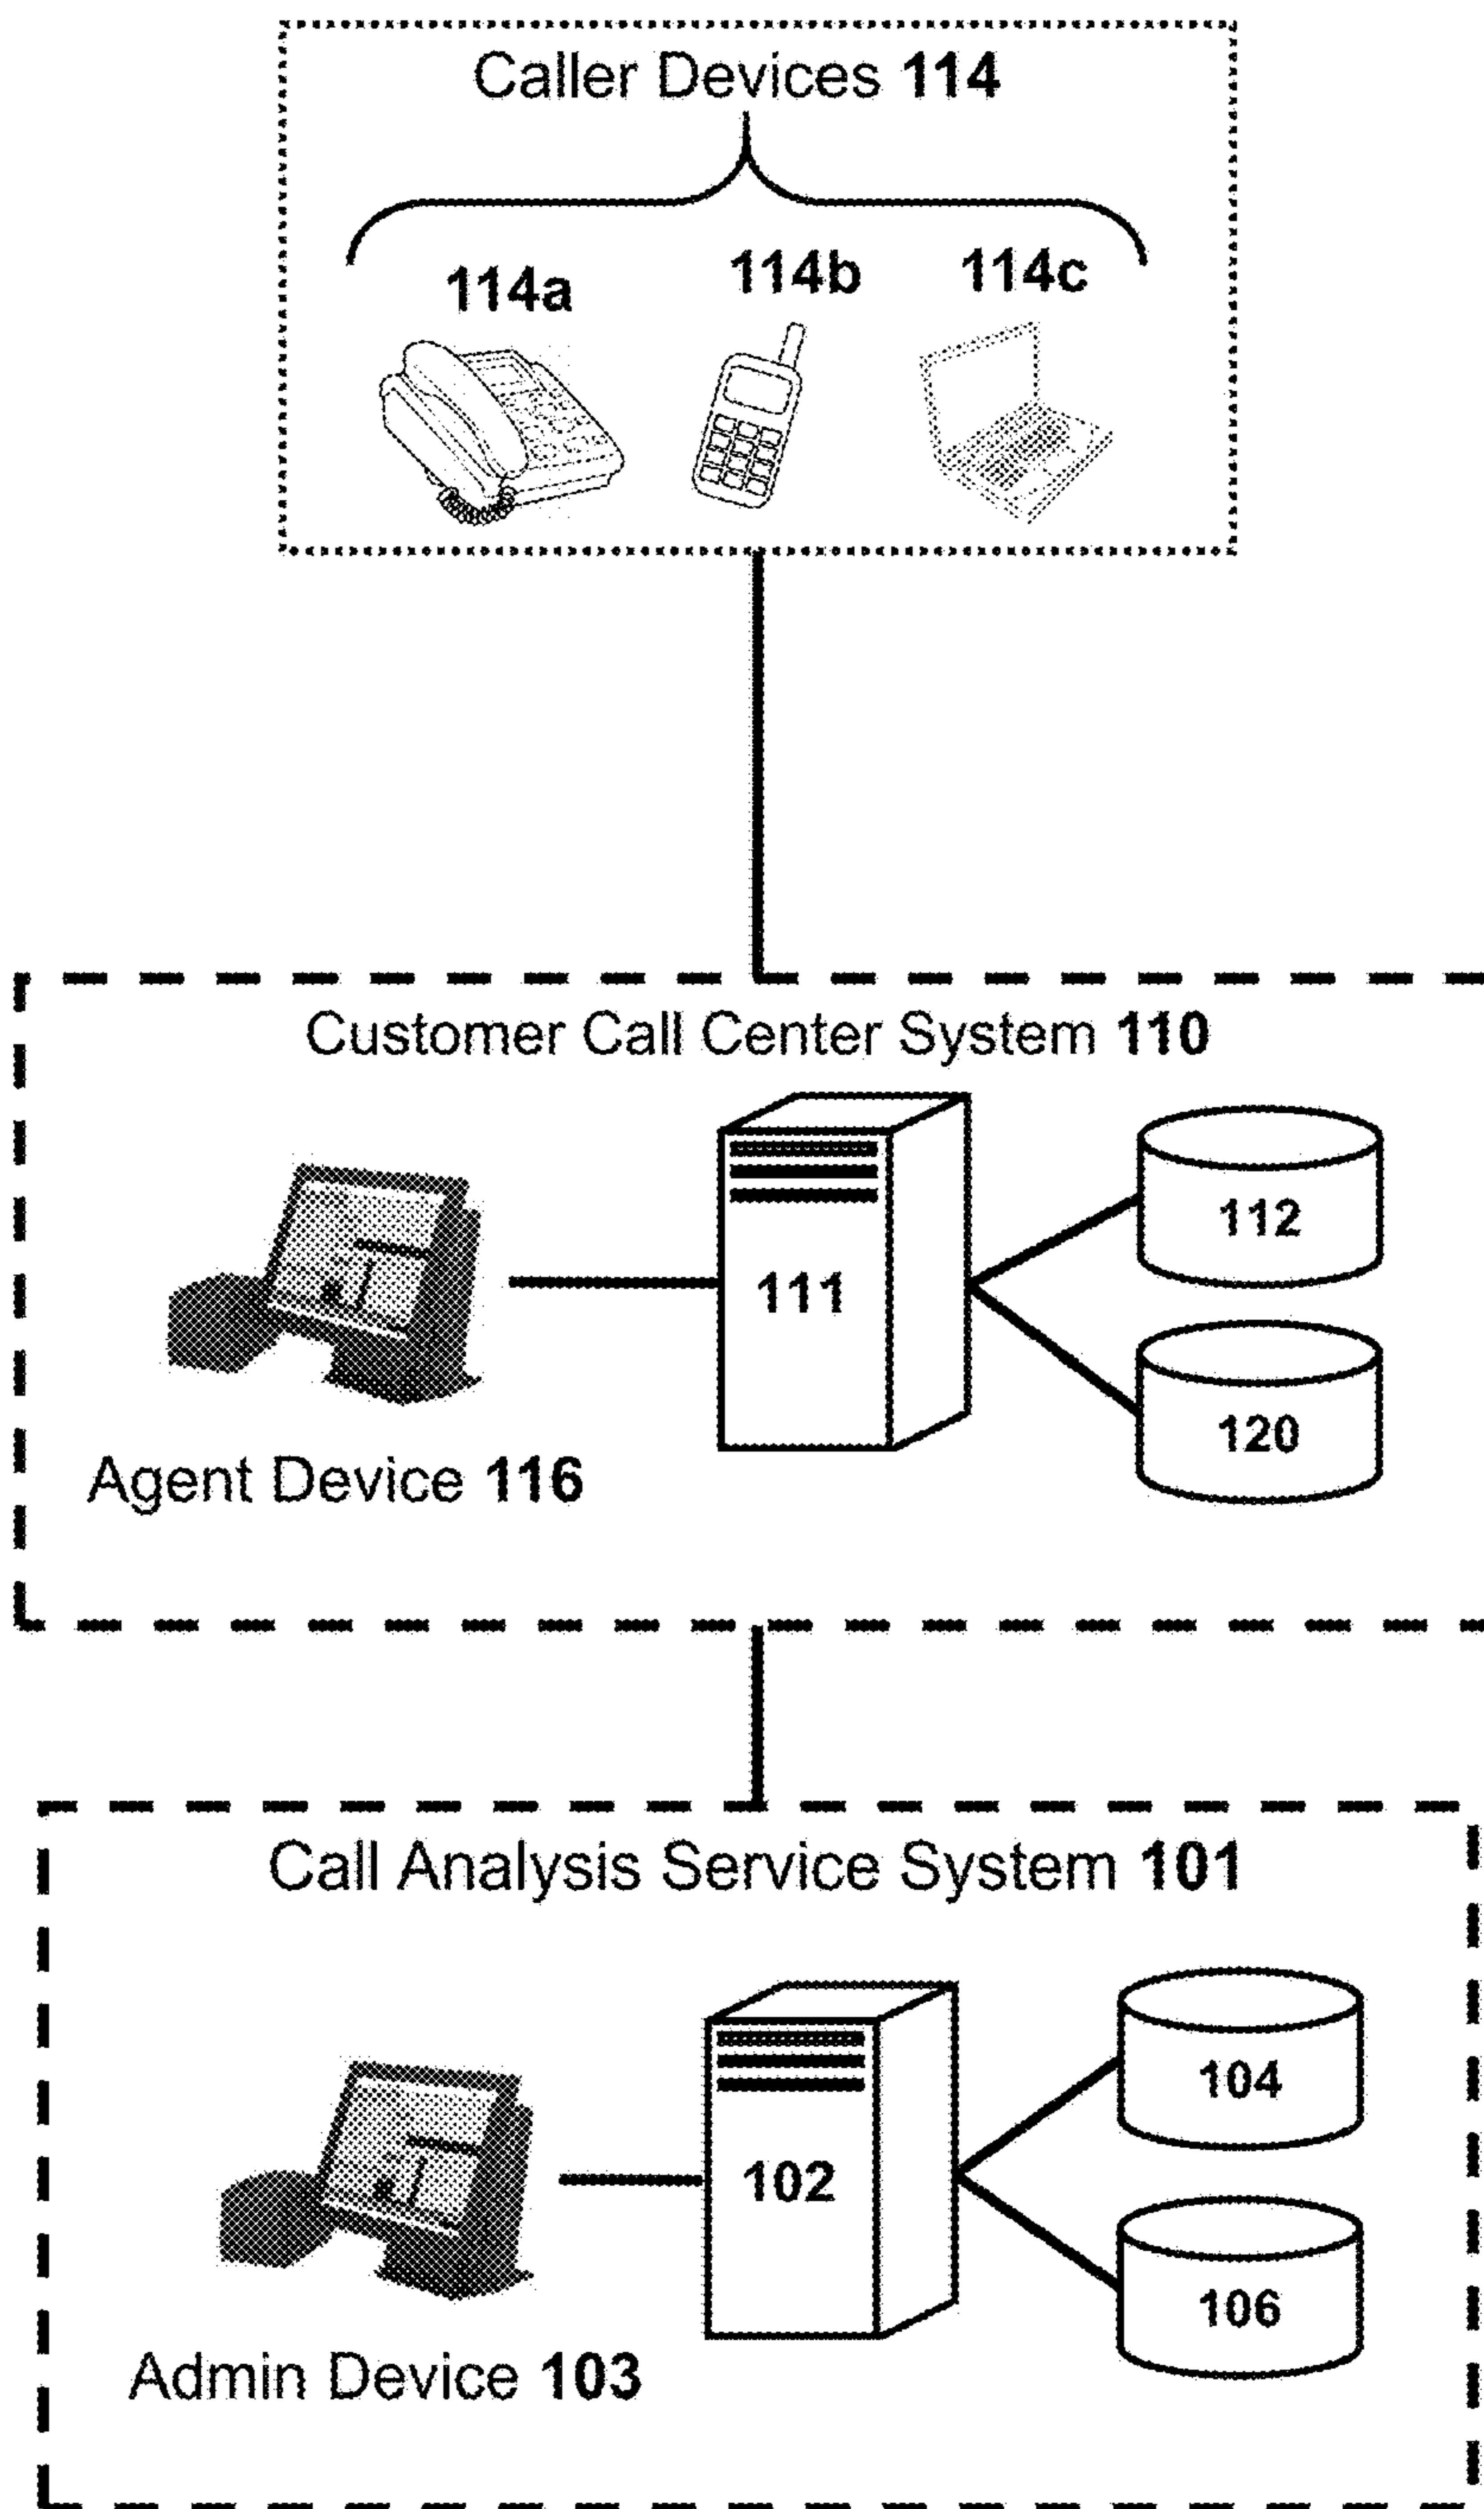 Caller Devices 114
114a
114b
114c
Customer Call Center System 110
111
112
120
Agent Device 116
Call Analysis Service System 101
102
104
106
Admin Device 103